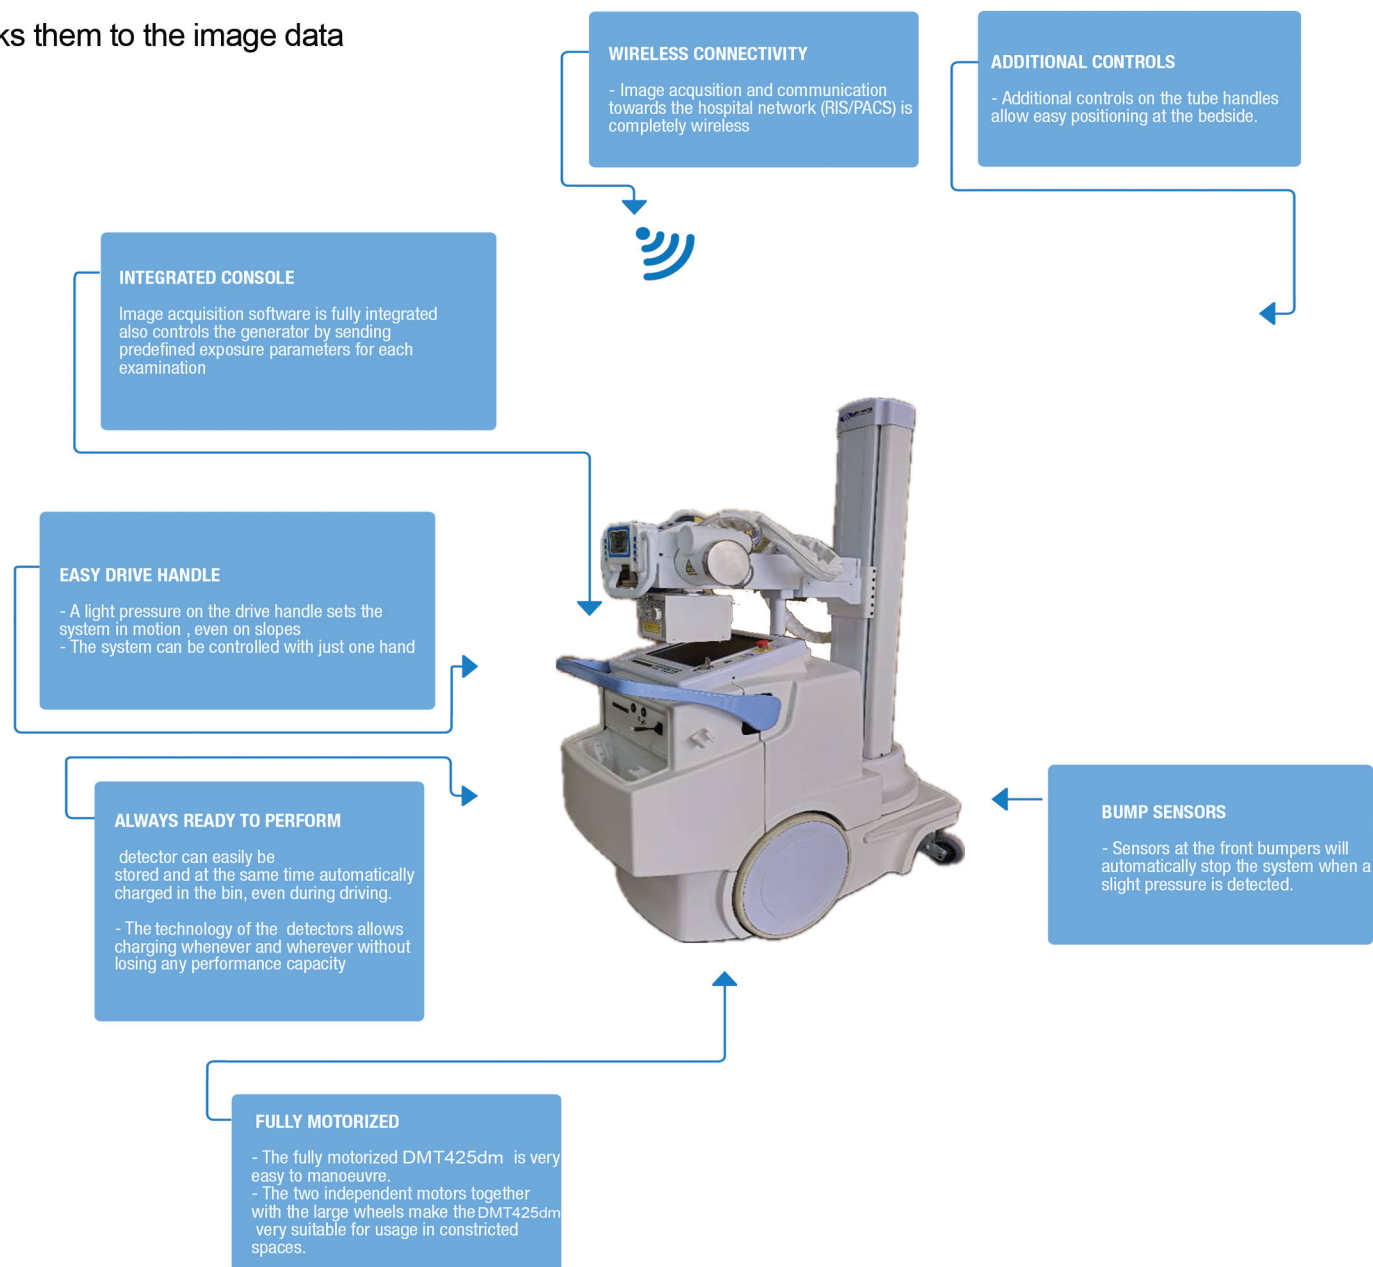 ks them to the image data
WIRELESS CONNECTIVITY
- Image acqusition and communication
towards the hospital network (RIS/PACS) is
completely wireless
ADDITIONAL CONTROLS
- Additional controls on the tube handles
allow easy positioning at the bedside.
INTEGRATED CONSOLE
Image acquisition software is fully integrated
also controls the generator by sending
predefined exposure parameters for each
examination
EASY DRIVE HANDLE
- A light pressure on the drive handle sets the
system in motion , even on slopes
- The system can be controlled with just one hand
ALWAYS READY TO PERFORM
detector can easily be
stored and at the same time automatically
charged in the bin, even during driving.
- The technology of the detectors allows
charging whenever and wherever without
losing any performance capacity
BUMP SENSORS
- Sensors at the front bumpers will
automatically stop the system when a
slight pressure is detected.
FULLY MOTORIZED
- The fully motorized DMT425dm is very
easy to manoeuvre.
- The two independent motors together
with the large wheels make the DMT425dm
very suitable for usage in constricted
spaces.